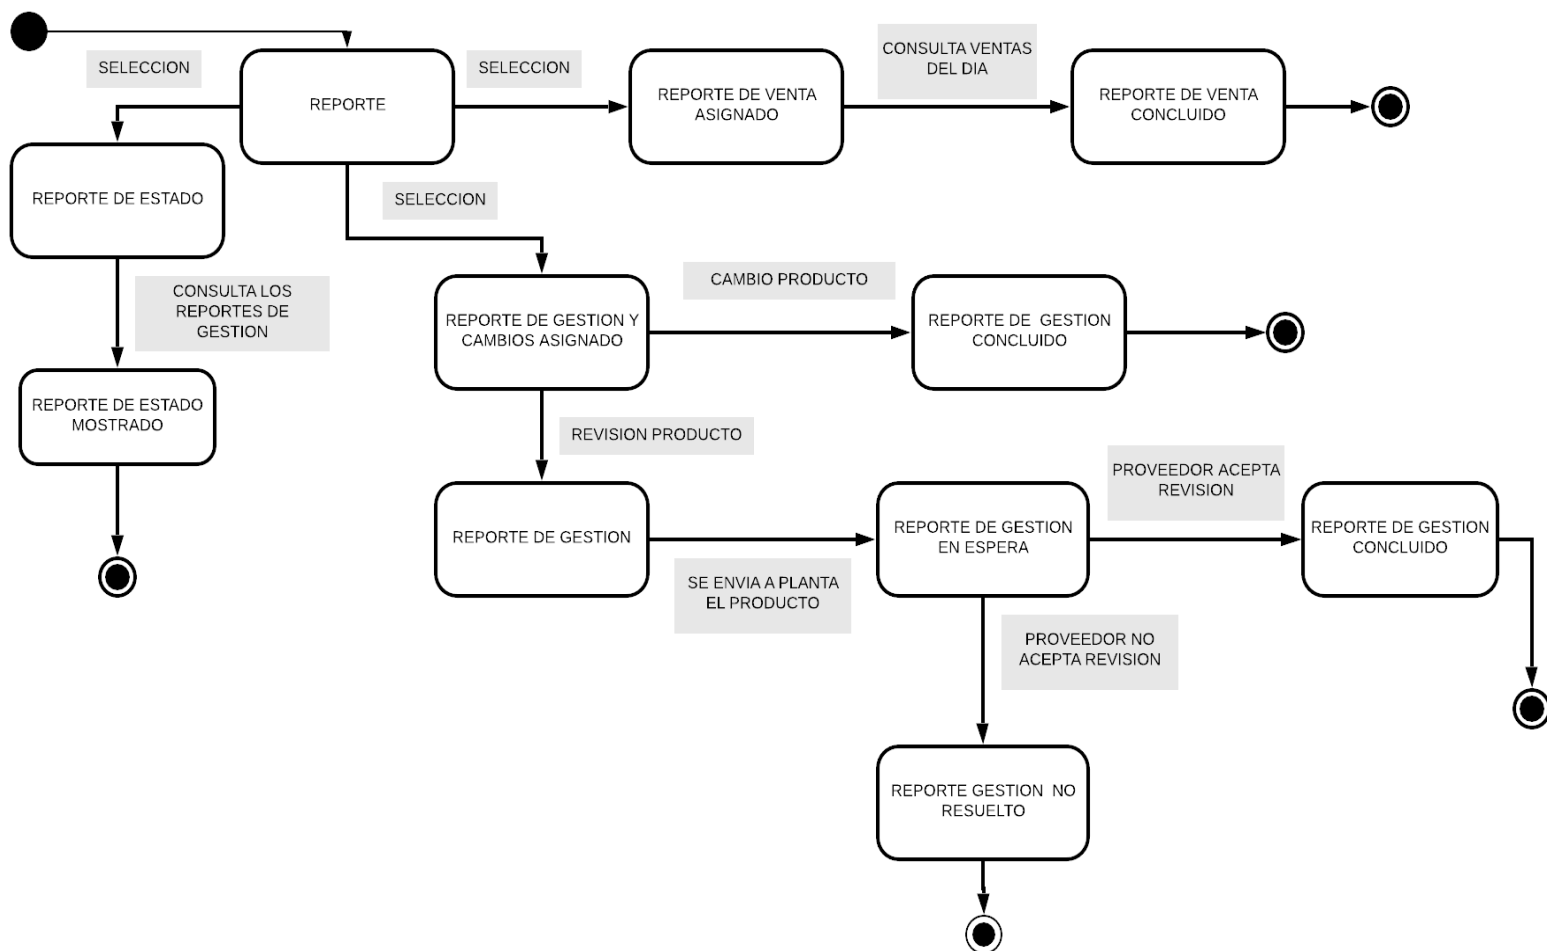 SELECCION
REPORTE
SELECCION
REPORTE DE VENTA
ASIGNADO
CONSULTA VENTAS
DEL DIA
REPORTE DE VENTA
CONCLUIDO
REPORTE DE ESTADO
SELECCION
CONSULTA LOS
REPORTES DE
GESTION
REPORTE DE GESTION Y
CAMBIOS ASIGNADO
CAMBIO PRODUCTO
REPORTE DE GESTION
CONCLUIDO
REPORTE DE ESTADO
MOSTRADO
REVISION PRODUCTO
REPORTE DE GESTION
SE ENVIA A PLANTA
EL PRODUCTO
REPORTE DE GESTION
EN ESPERA
PROVEEDOR ACEPTA
REVISION
REPORTE DE GESTION
CONCLUIDO
PROVEEDOR NO
ACEPTA REVISION
REPORTE GESTION NO
RESUELTO